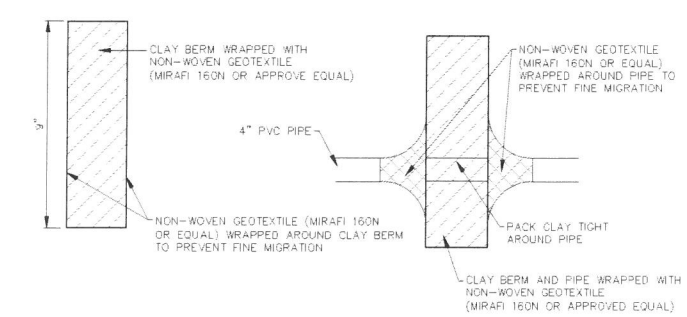 CLAY BERM WRAPPED WITH
NON-WOVEN GEOTEXTILE
(MIRAFI 160N OR APPROVE EQUAL)
9"
NON-WOVEN GEOTEXTILE (MIRAFI 160N
OR EQUAL) WRAPPED AROUND CLAY BERM
TO PREVENT FINE MIGRATION
4" PVC PIPE
NON-WOVEN GEOTEXTILE
(MIRAFI 160N OR EQUAL)
WRAPPED AROUND PIPE TO
PREVENT FINE MIGRATION
PACK CLAY TIGHT
AROUND PIPE
CLAY BERM AND PIPE WRAPPED WITH
NON-WOVEN GEOTEXTILE
(MIRAFI 160N OR APPROVED EQUAL)